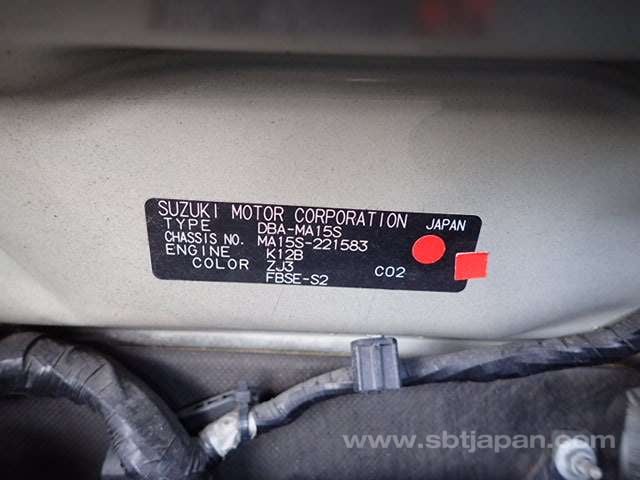 SUZUKI MOTOR CORPORATION JAPAN
TYPE DBA-MA15S
CHASSIS NO. MA15S-221583
ENGINE K12B
COLOR ZJ3 C02
FBSE-S2
www.sbtjapan.com